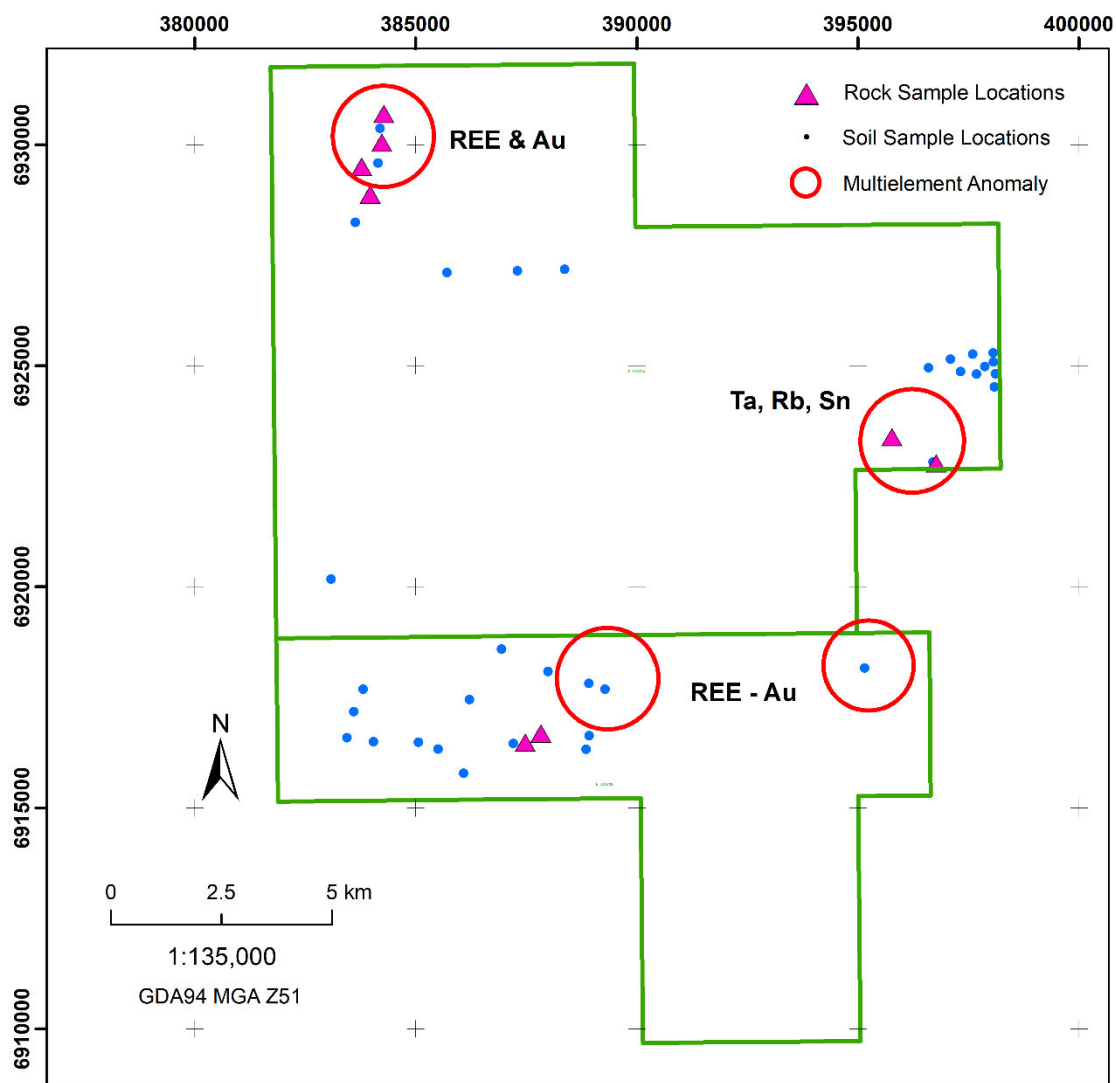 380000
385000
390000
395000
400000
Rock Sample Locations
Soil Sample Locations
Multielement Anomaly
6930000
6925000
6920000
6915000
6910000
REE & Au
Ta, Rb, Sn
REE - Au
N
0
2.5
5 km
1:135,000
GDA94 MGA Z51